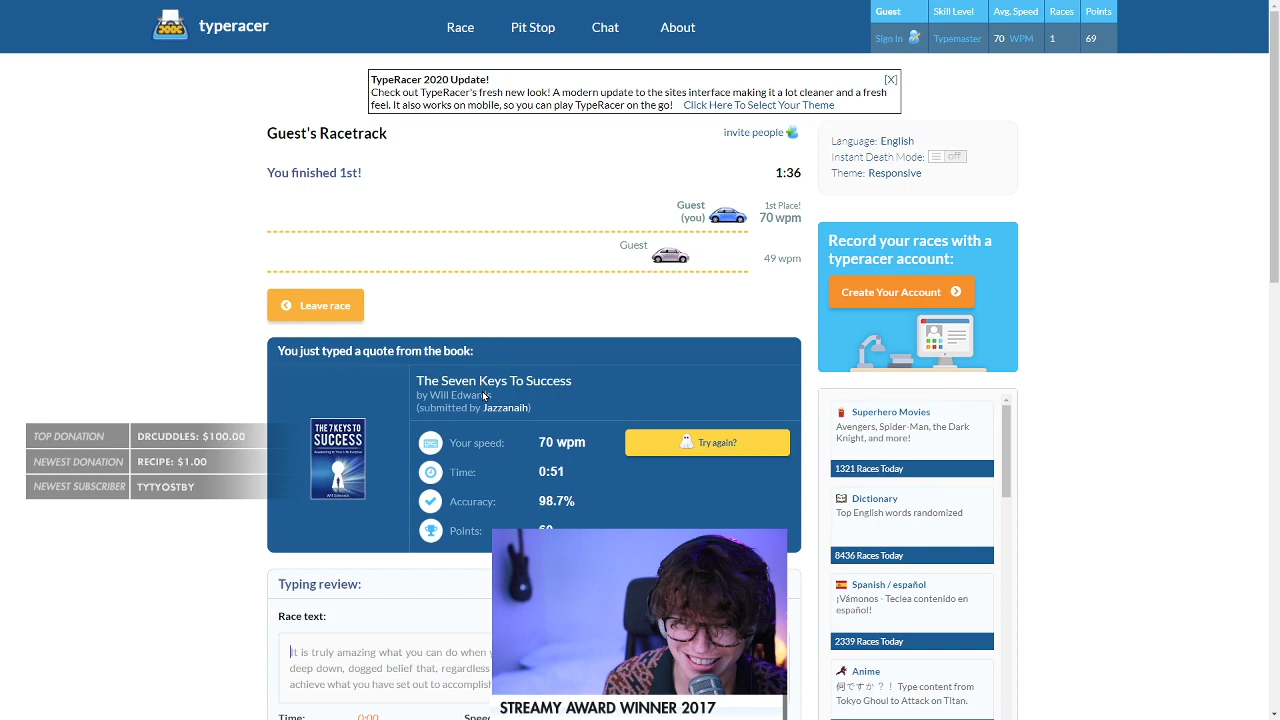 typeracer
Race
Pit Stop
Chat
About
Guest
Skill Level
Avg. Speed
Races
Points
Sign In
Typemaster
70 WPM
1
69
TypeRacer 2020 Update!
[X]
Check out TypeRacer's fresh new look! A modern update to the sites interface making it a lot cleaner and a fresh
feel. It also works on mobile, so you can play TypeRacer on the go! Click Here To Select Your Theme
Guest's Racetrack
invite people
You finished 1st!
1:36
Guest
(you)
1st Place!
70 wpm
Guest
49 wpm
Leave race
Language: English
Instant Death Mode: off
Theme: Responsive
Record your races with a
typeracer account:
Create Your Account
You just typed a quote from the book:
The Seven Keys To Success
by Will Edwards
(submitted by Jazzanaih)
THE 7 KEYS TO
SUCCESS
Will Edwards
Your speed:
70 wpm
Try again?
Time:
0:51
Accuracy:
98.7%
Points:
TOP DONATION
DRCUDDLES: $100.00
NEWEST DONATION
RECIPE: $1.00
NEWEST SUBSCRIBER
TYTYOSTBY
Typing review:
Race text:
It is truly amazing what you can do when
deep down, dogged belief that, regardless
achieve what you have set out to accomplis
Time:
0:00
Spee
STREAMY AWARD WINNER 2017
Superhero Movies
Avengers, Spider-Man, the Dark
Knight, and more!
1321 Races Today
Dictionary
Top English words randomized
8436 Races Today
Spanish / español
¡Vámonos - Teclea contenido en
español!
2339 Races Today
Anime
何ですか？！ Type content from
Tokyo Ghoul to Attack on Titan.